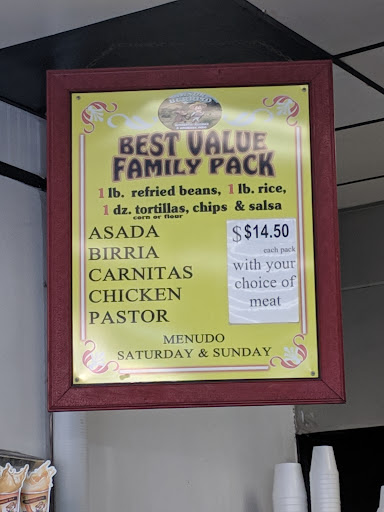 BEST VALUE
FAMILY PACK
1 lb. refried beans, 1 lb. rice,
1 dz. tortillas, chips & salsa
corn or flour
ASADA
BIRRIA
CARNITAS
CHICKEN
PASTOR
$ $14.50
each pack
with your
choice of
meat
MENUDO
SATURDAY & SUNDAY